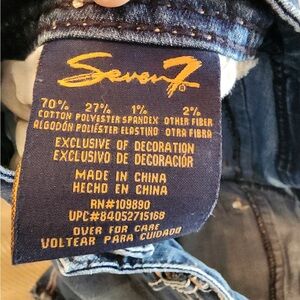 Seven7®
70% 27% 1% 2%
COTTON POLYESTER SPANDEX OTHER FIBER
ALGODÓN POLIÉSTER ELASTINO OTRA FIBRA
EXCLUSIVE OF DECORATION
EXCLUSIVO DE DECORACIÓN
MADE IN CHINA
HECHO EN CHINA
RN#109890
UPC#84052715168
OVER FOR CARE
VOLTEAR PARA CUIDADO